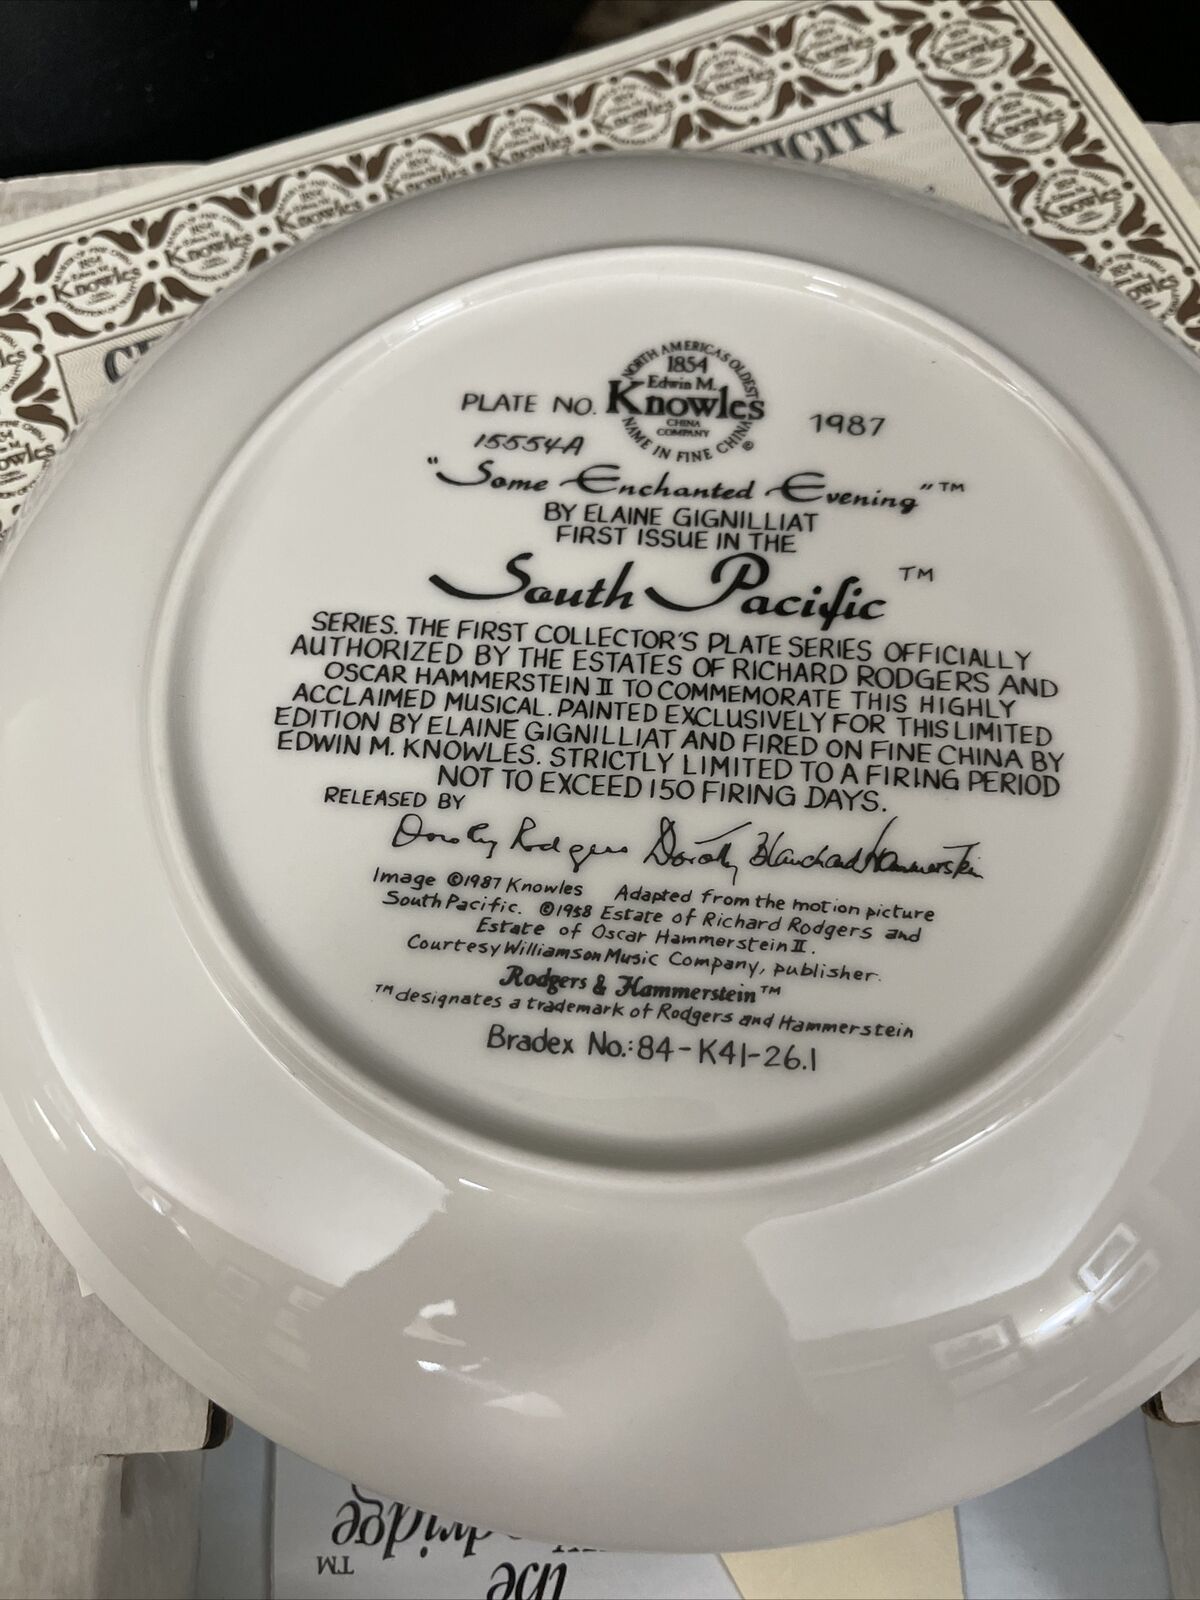 NORTH AMERICA'S OLDEST
1854
Edwin M.
Knowles
CHINA
COMPANY
NAME IN FINE CHINA ®
PLATE NO.
15554A
1987
"Some Enchanted Evening"™
BY ELAINE GIGNILLIAT
FIRST ISSUE IN THE
South Pacific ™
SERIES. THE FIRST COLLECTOR'S PLATE SERIES OFFICIALLY
AUTHORIZED BY THE ESTATES OF RICHARD RODGERS AND
OSCAR HAMMERSTEIN II TO COMMEMORATE THIS HIGHLY
ACCLAIMED MUSICAL. PAINTED EXCLUSIVELY FOR THIS LIMITED
EDITION BY ELAINE GIGNILLIAT AND FIRED ON FINE CHINA BY
EDWIN M. KNOWLES. STRICTLY LIMITED TO A FIRING PERIOD
NOT TO EXCEED 150 FIRING DAYS.
RELEASED BY
Dorothy Rodgers Dorothy Blanchard Hammerstein
Image ©1987 Knowles Adapted from the motion picture
South Pacific. ©1958 Estate of Richard Rodgers and
Estate of Oscar Hammerstein II.
Courtesy Williamson Music Company, publisher.
Rodgers & Hammerstein™
™designates a trademark of Rodgers and Hammerstein
Bradex No.:84-K41-26.1
the
™